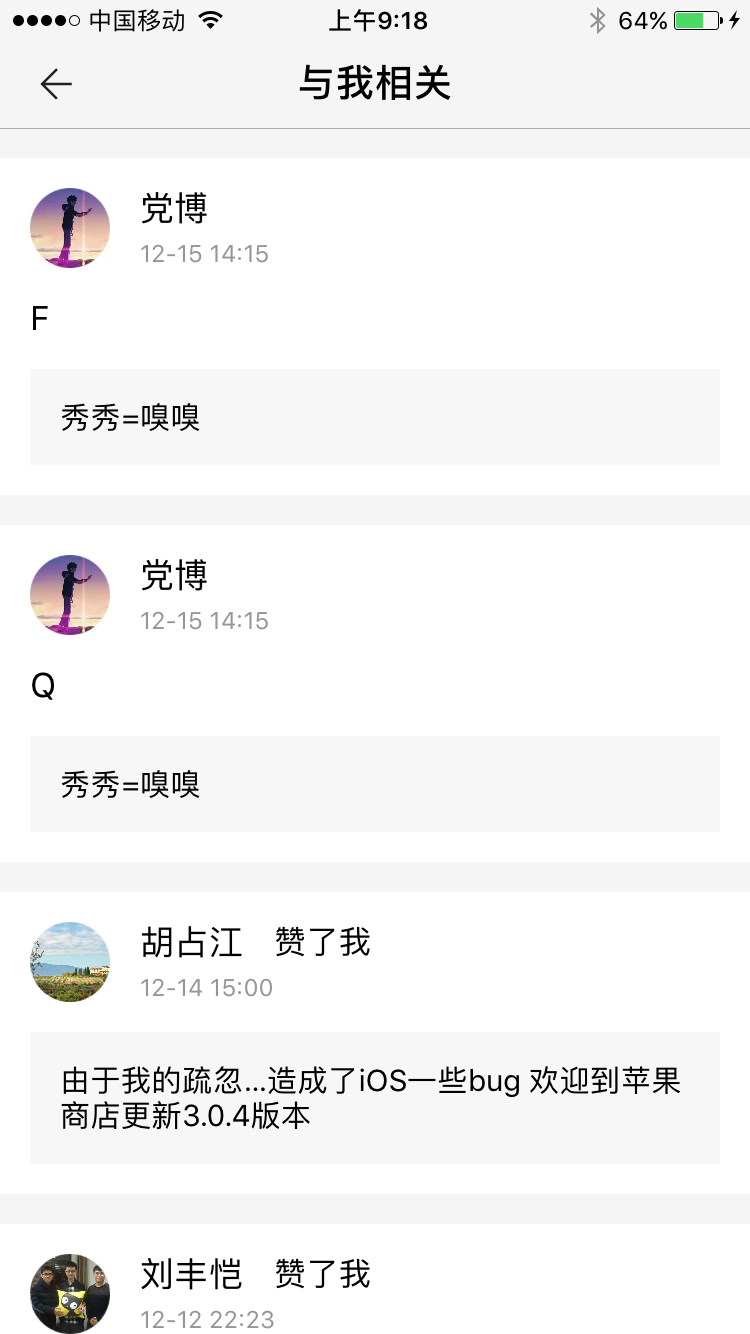 中国移动 上午9:18 64%
与我相关
党博
12-15 14:15
F
秀秀=嗅嗅
党博
12-15 14:15
Q
秀秀=嗅嗅
胡占江 赞了我
12-14 15:00
由于我的疏忽...造成了iOS一些bug 欢迎到苹果
商店更新3.0.4版本
刘丰恺 赞了我
12-12 22:23